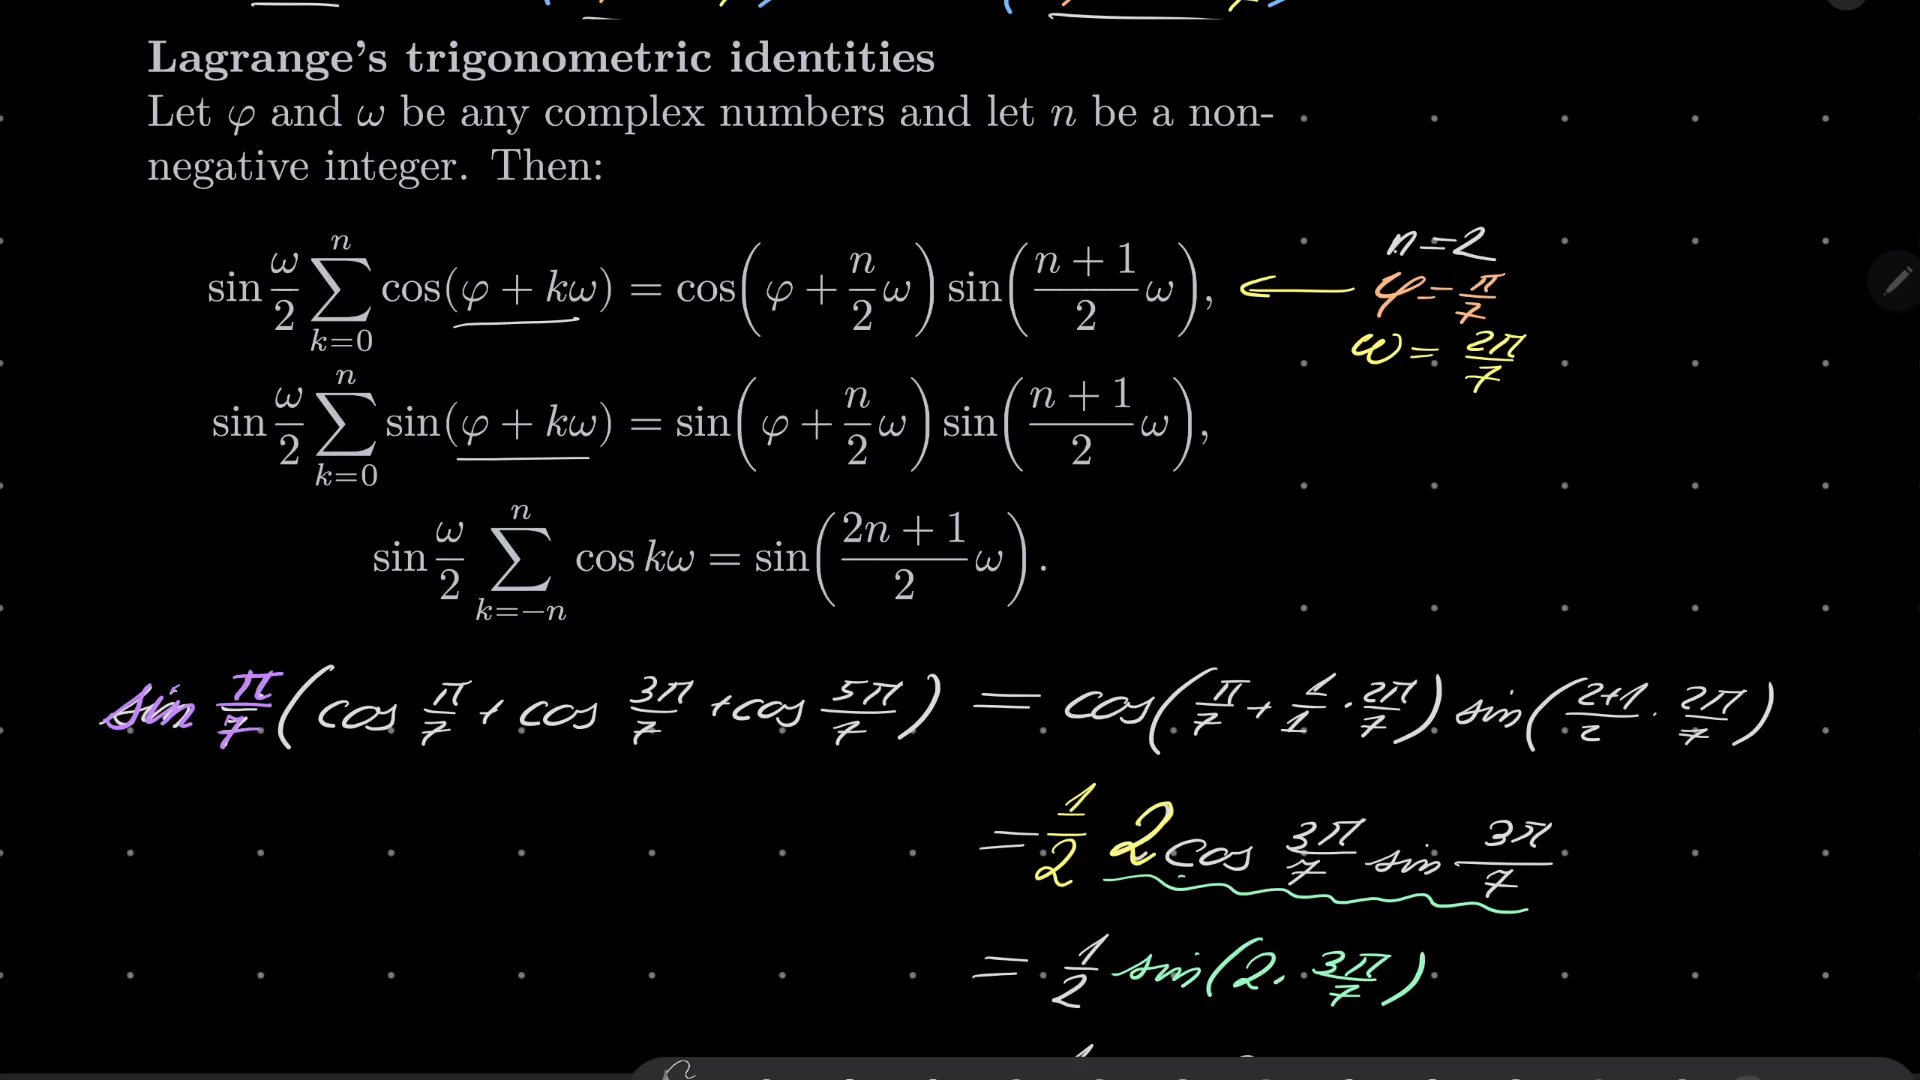 Lagrange's trigonometric identities
Let φ and ω be any complex numbers and let n be a non-
negative integer. Then:
sin ω/2 ∑_{k=0}^{n} cos(φ + kω) = cos(φ + n/2 ω) sin((n + 1)/2 ω),
n = 2
φ = π/7
ω = 2π/7
sin ω/2 ∑_{k=0}^{n} sin(φ + kω) = sin(φ + n/2 ω) sin((n + 1)/2 ω),
sin ω/2 ∑_{k=−n}^{n} cos kω = sin((2n + 1)/2 ω).
sin π/7 (cos π/7 + cos 3π/7 + cos 5π/7) = cos(π/7 + 1/1 · 2π/7) sin((2+1)/2 · 2π/7)
= 1/2 2 cos 3π/7 sin 3π/7
= 1/2 sin(2 · 3π/7)